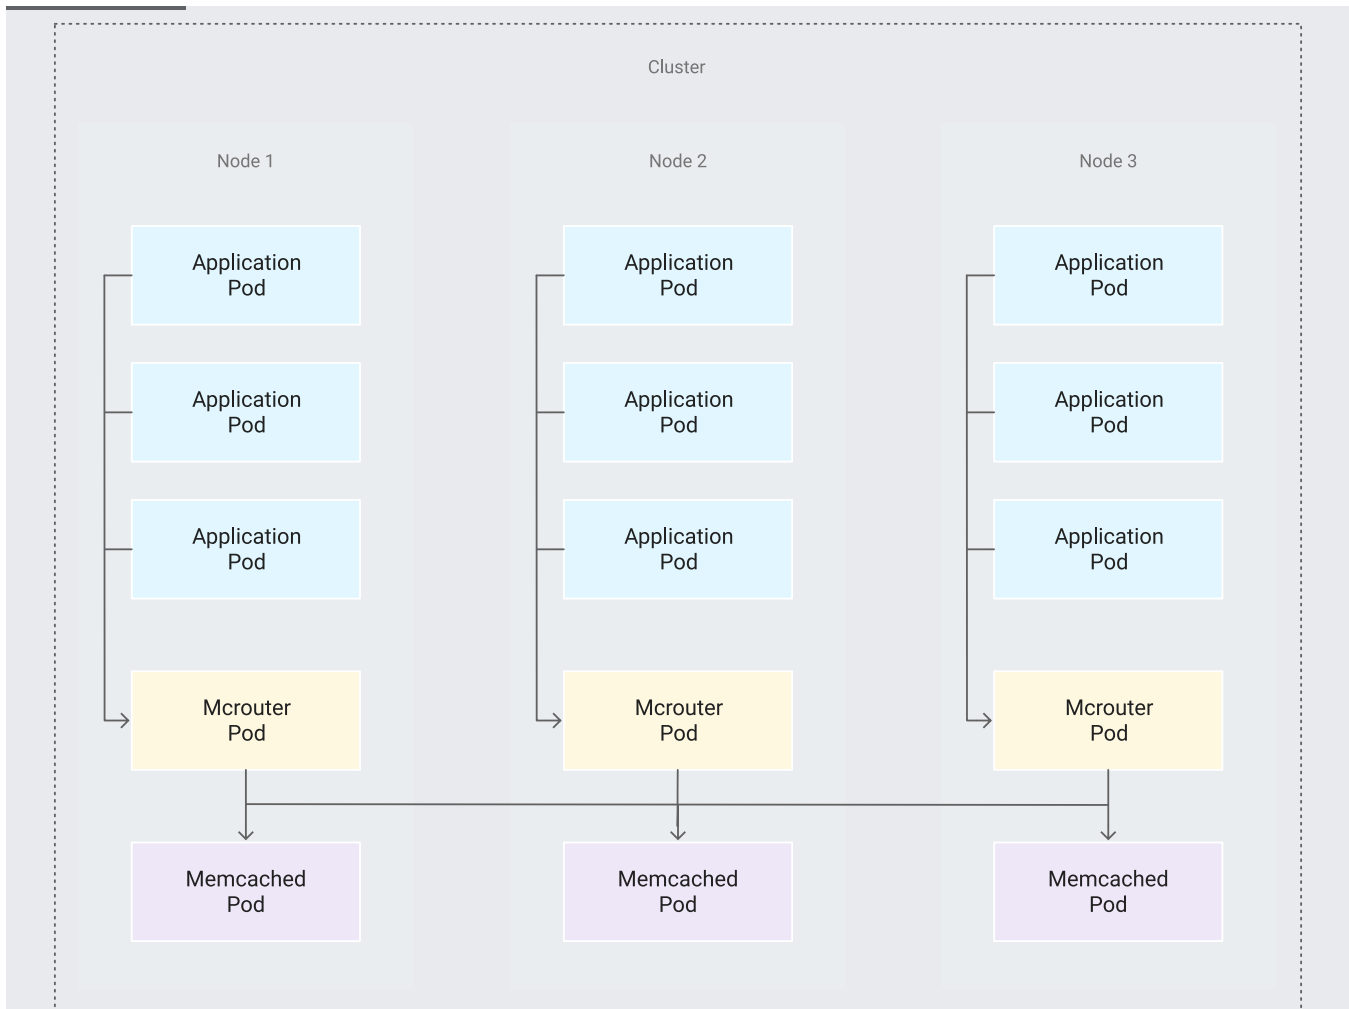 Cluster
Node 1
Node 2
Node 3
Application
Pod
Application
Pod
Application
Pod
Application
Pod
Application
Pod
Application
Pod
Application
Pod
Application
Pod
Application
Pod
Mcrouter
Pod
Mcrouter
Pod
Mcrouter
Pod
Memcached
Pod
Memcached
Pod
Memcached
Pod